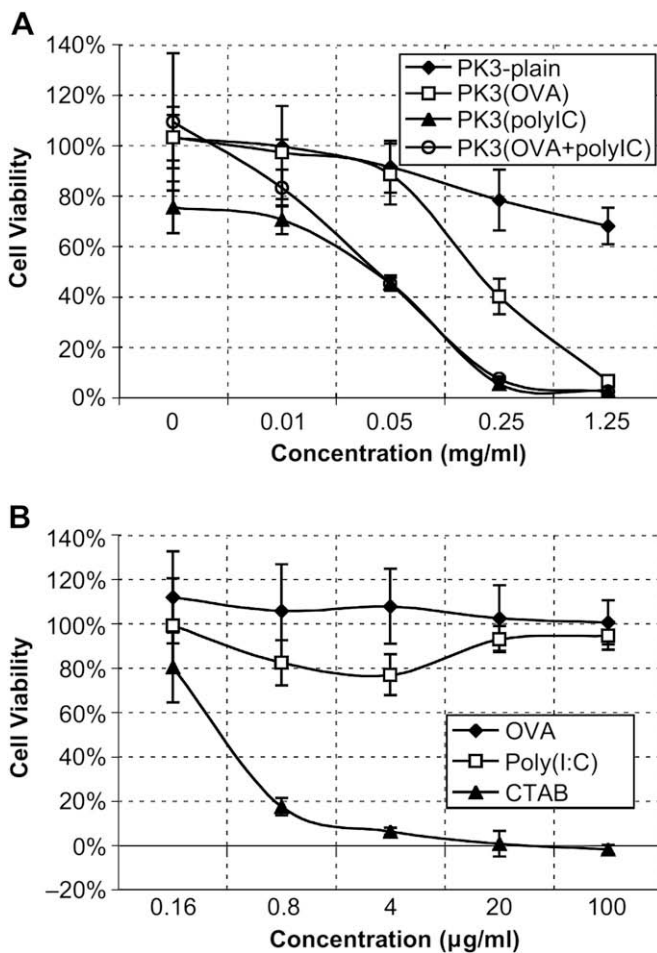 A
140%
120%
100%
80%
60%
40%
20%
0%
Cell Viability
PK3-plain
PK3(OVA)
PK3(polyIC)
PK3(OVA+polyIC)
0 0.01 0.05 0.25 1.25
Concentration (mg/ml)
B
140%
120%
100%
80%
60%
40%
20%
0%
–20%
Cell Viability
OVA
Poly(I:C)
CTAB
0.16 0.8 4 20 100
Concentration (µg/ml)